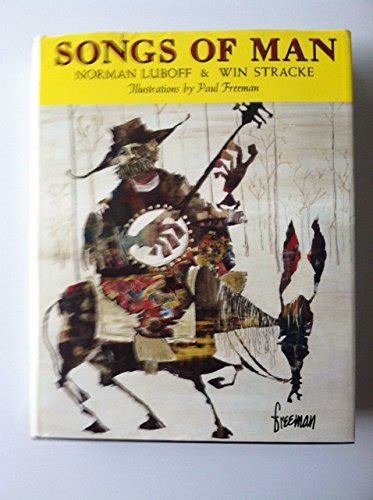 SONGS OF MAN
NORMAN LUBOFF & WIN STRACKE
Illustrations by Paul Freeman
freeman